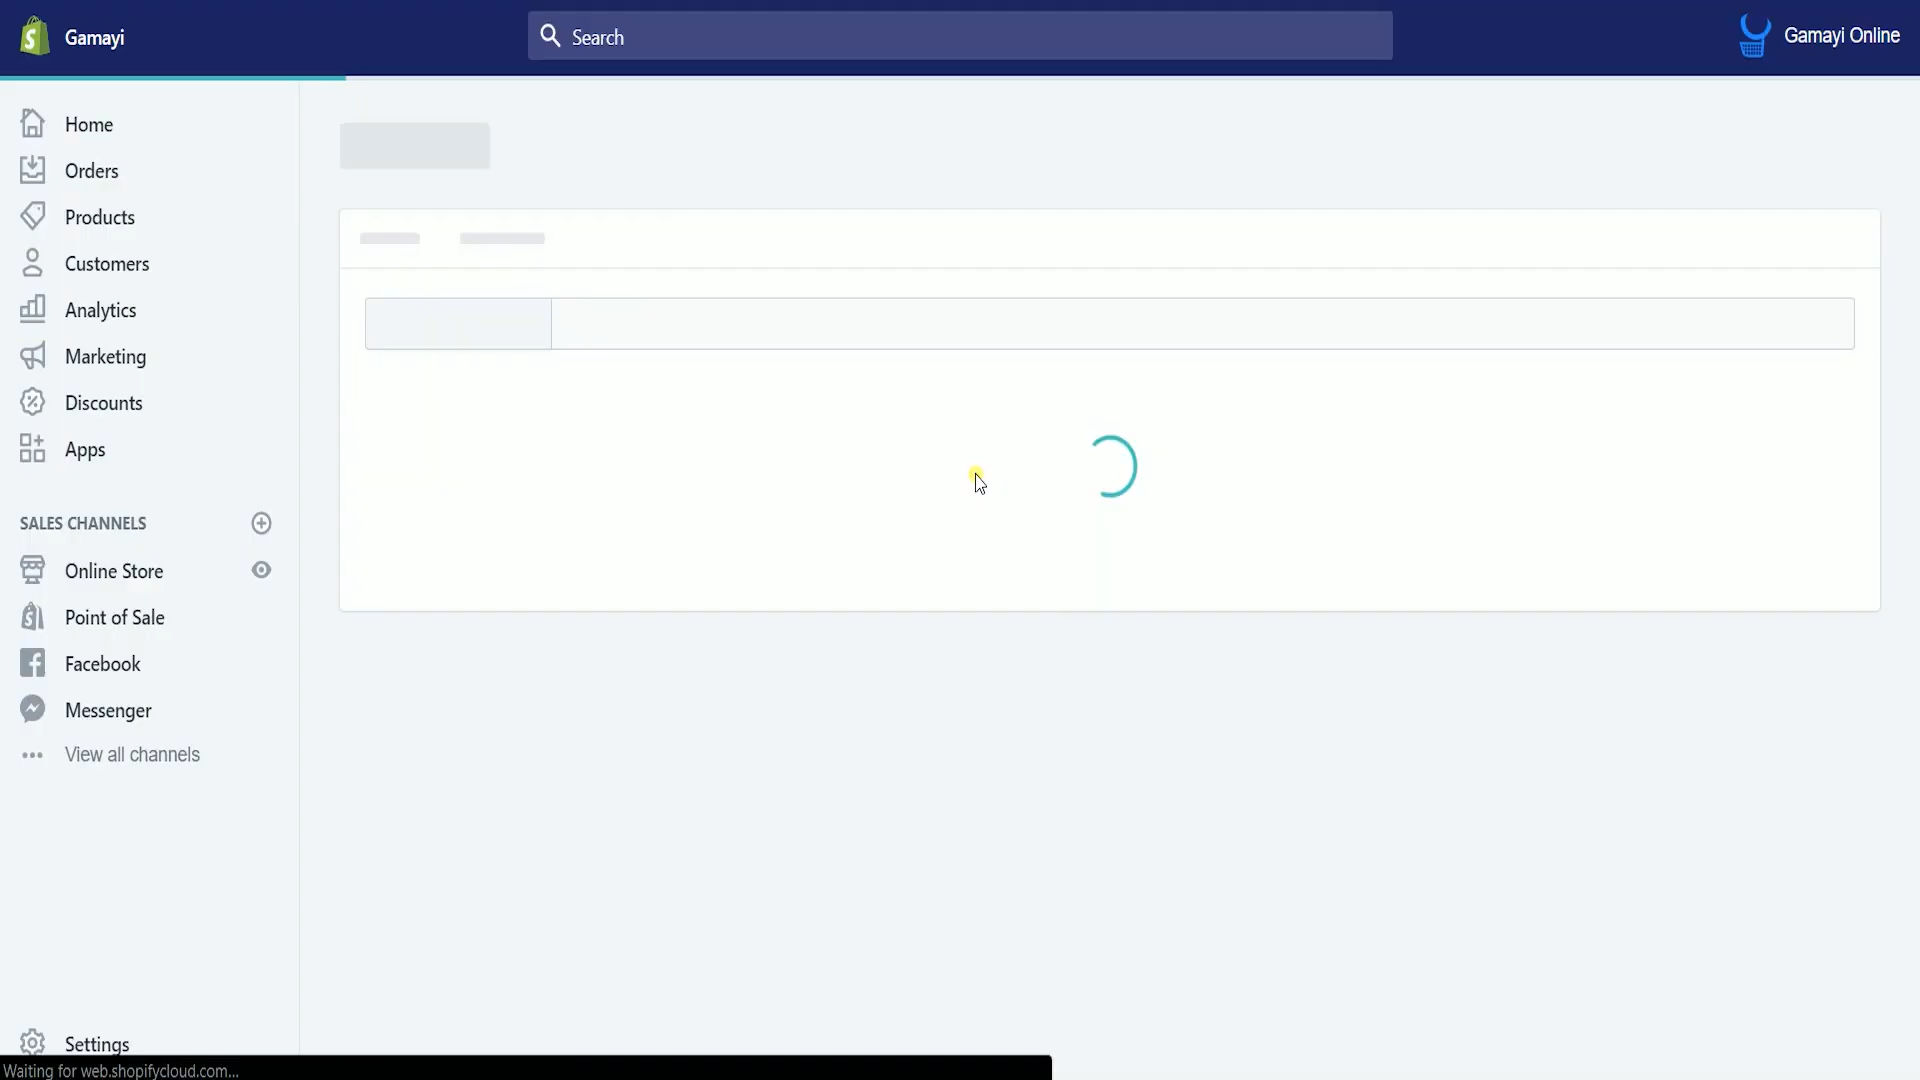 Gamayi
Search
Gamayi Online
Home
Orders
Products
Customers
Analytics
Marketing
Discounts
Apps
SALES CHANNELS
Online Store
Point of Sale
Facebook
Messenger
View all channels
Settings
Waiting for web.shopifycloud.com...